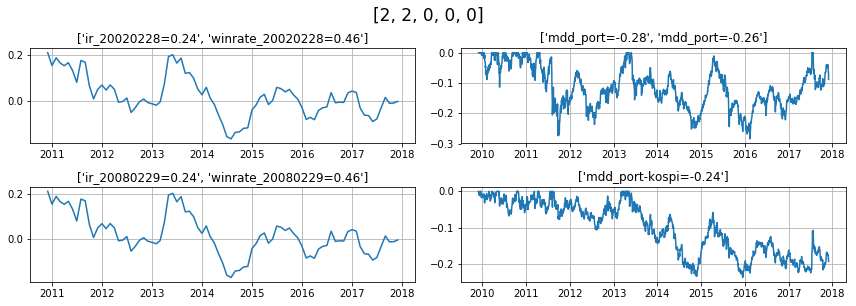 [2, 2, 0, 0, 0]
['ir_20020228=0.24', 'winrate_20020228=0.46']
0.2
0.0
2011 2012 2013 2014 2015 2016 2017 2018
['mdd_port=-0.28', 'mdd_port=-0.26']
0.0
−0.1
−0.2
−0.3
2010 2011 2012 2013 2014 2015 2016 2017 2018
['ir_20080229=0.24', 'winrate_20080229=0.46']
0.2
0.0
2011 2012 2013 2014 2015 2016 2017 2018
['mdd_port-kospi=-0.24']
0.0
−0.1
−0.2
2010 2011 2012 2013 2014 2015 2016 2017 2018